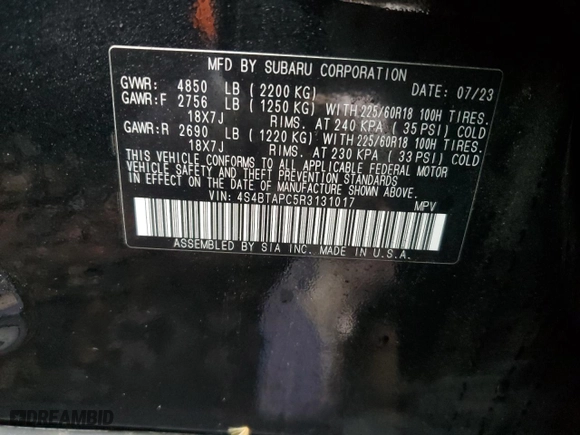 MFD BY SUBARU CORPORATION
GVWR: 4850 LB (2200 KG) DATE: 07/23
GAWR:F 2756 LB (1250 KG) WITH 225/60R18 100H TIRES.
18X7J RIMS. AT 240 KPA (35 PSI) COLD
GAWR:R 2690 LB (1220 KG) WITH 225/60R18 100H TIRES.
18X7J RIMS. AT 230 KPA (33 PSI) COLD
THIS VEHICLE CONFORMS TO ALL APPLICABLE FEDERAL MOTOR
VEHICLE SAFETY AND THEFT PREVENTION STANDARDS
IN EFFECT ON THE DATE OF MANUFACTURE SHOWN ABOVE.
VIN: 4S4BTAPC5R3131017 MPV
ASSEMBLED BY SIA INC. MADE IN U.S.A.
DREAMBID